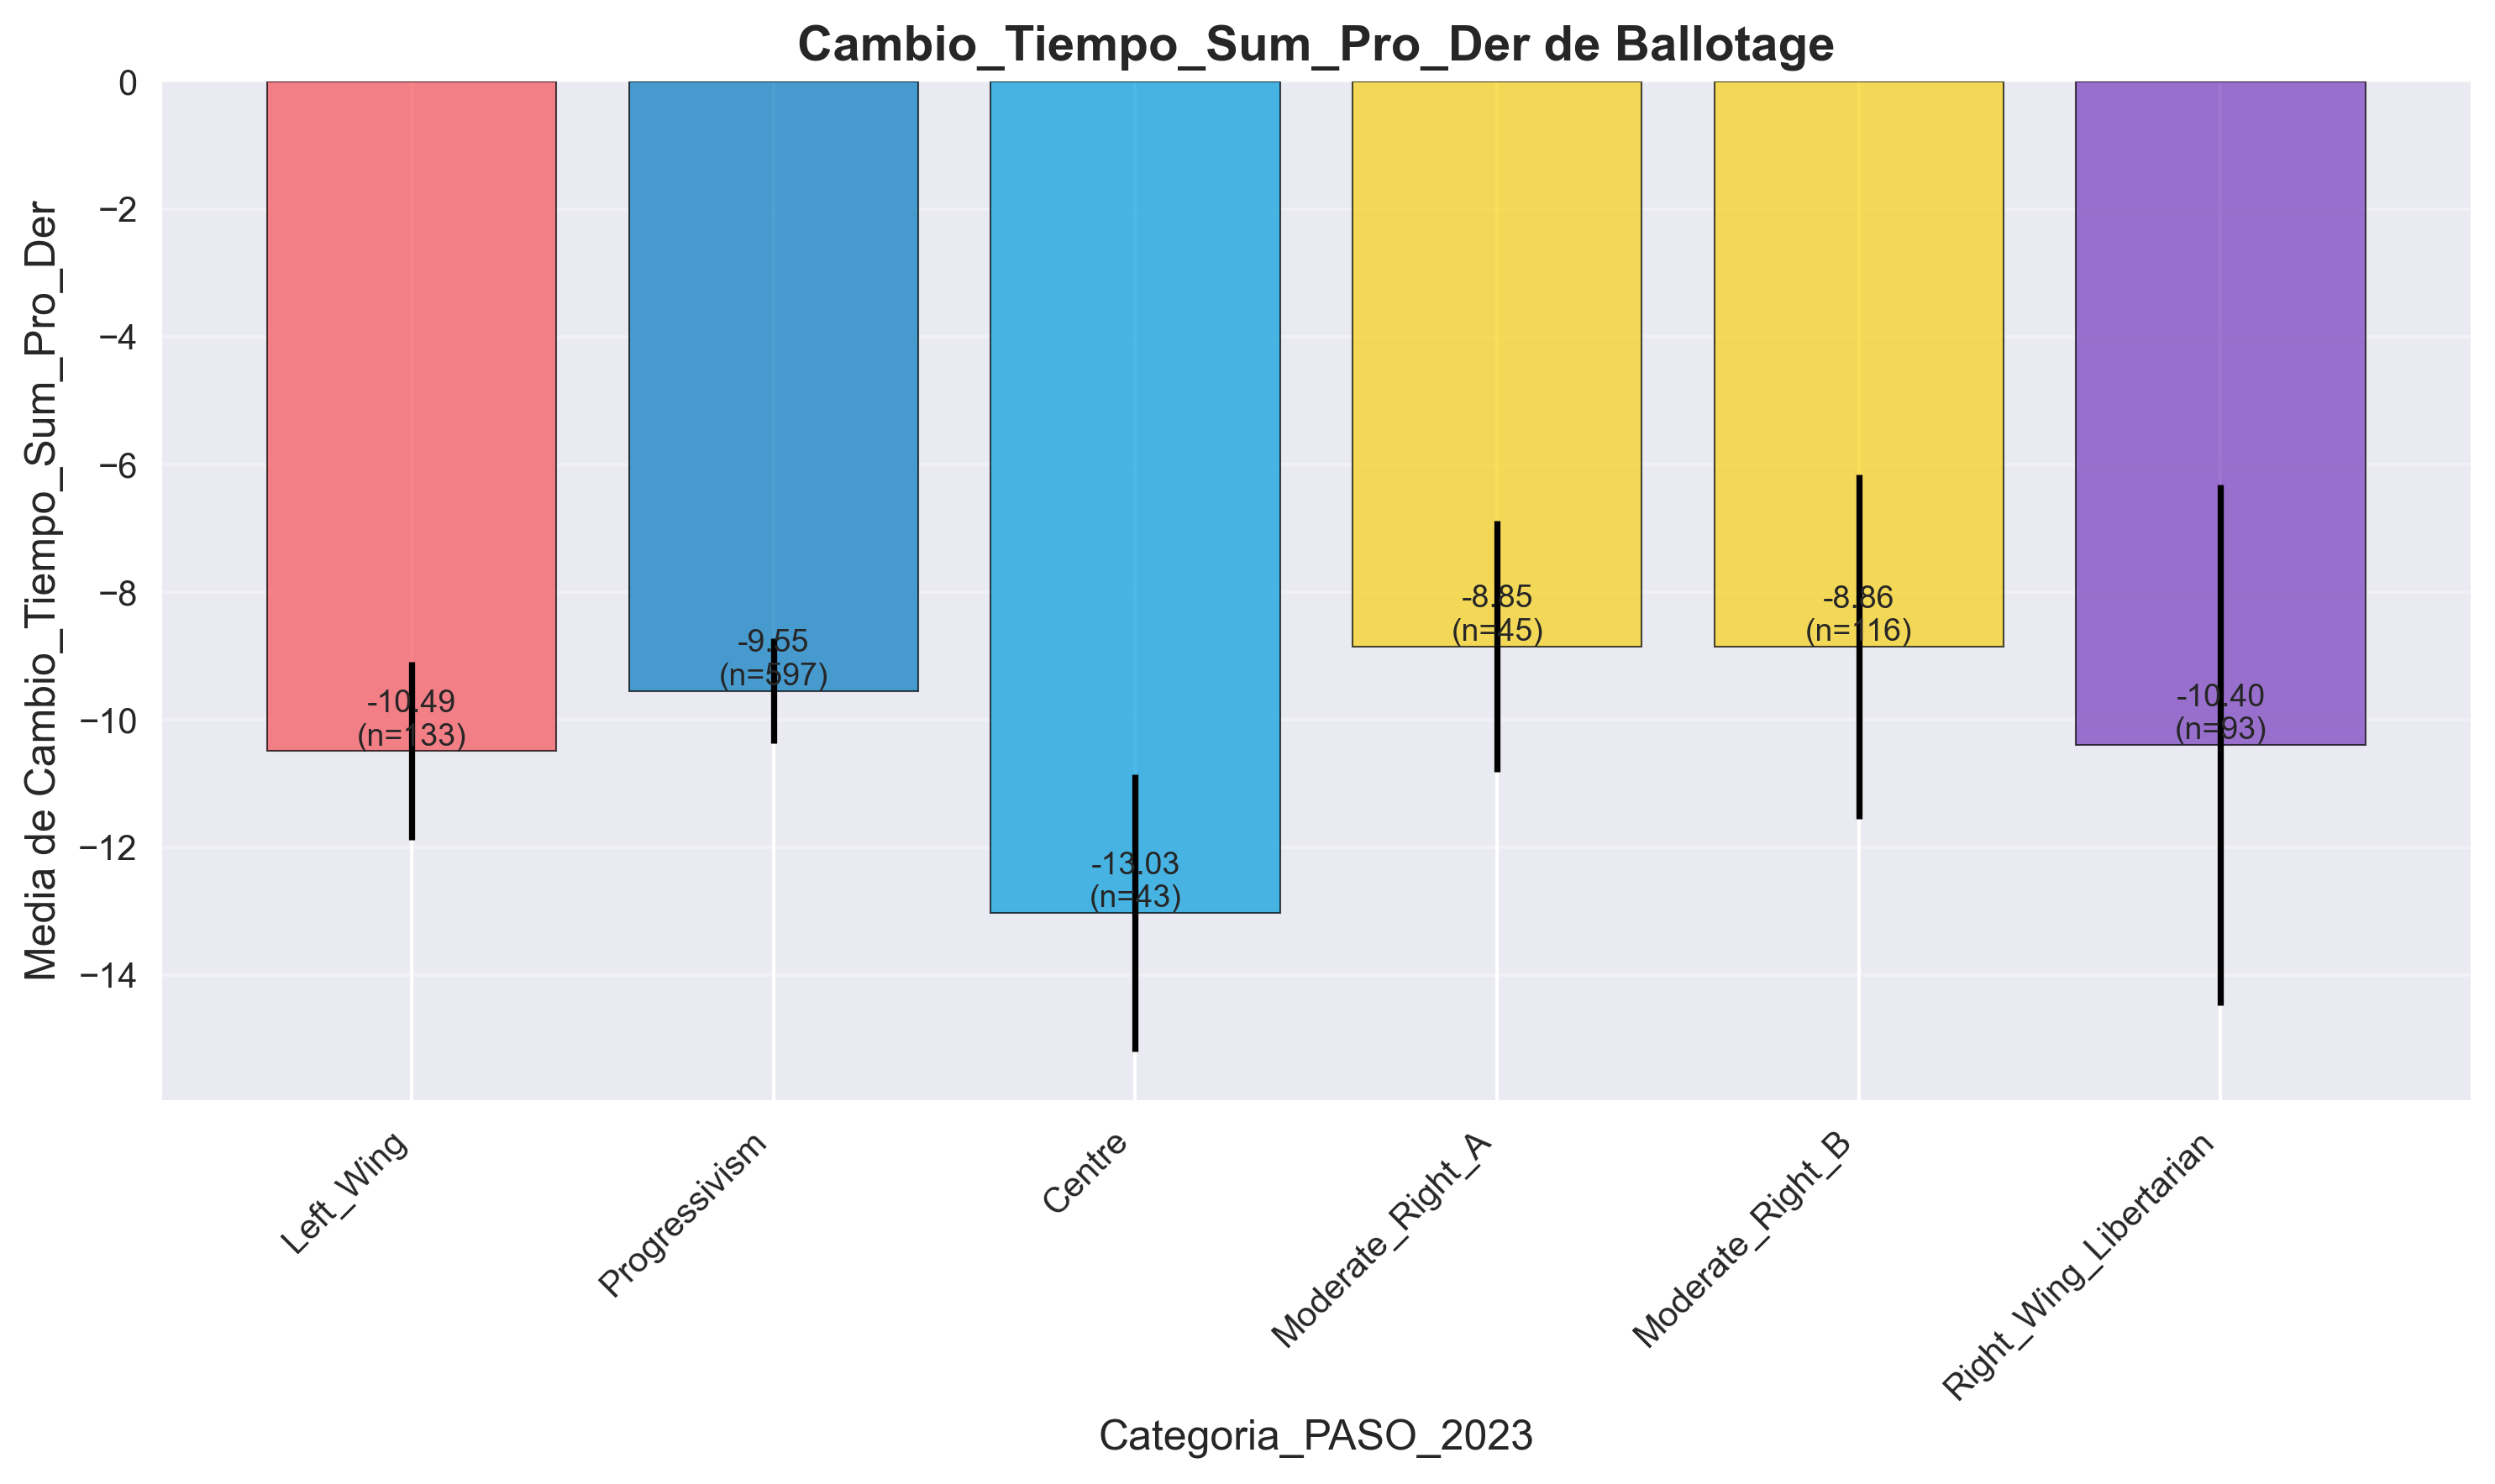 Cambio_Tiempo_Sum_Pro_Der de Ballotage
Media de Cambio_Tiempo_Sum_Pro_Der
0
−2
−4
−6
−8
−10
−12
−14
-10.49
(n=133)
-9.55
(n=597)
-13.03
(n=43)
-8.85
(n=45)
-8.86
(n=116)
-10.40
(n=93)
Left_Wing
Progressivism
Centre
Moderate_Right_A
Moderate_Right_B
Right_Wing_Libertarian
Categoria_PASO_2023